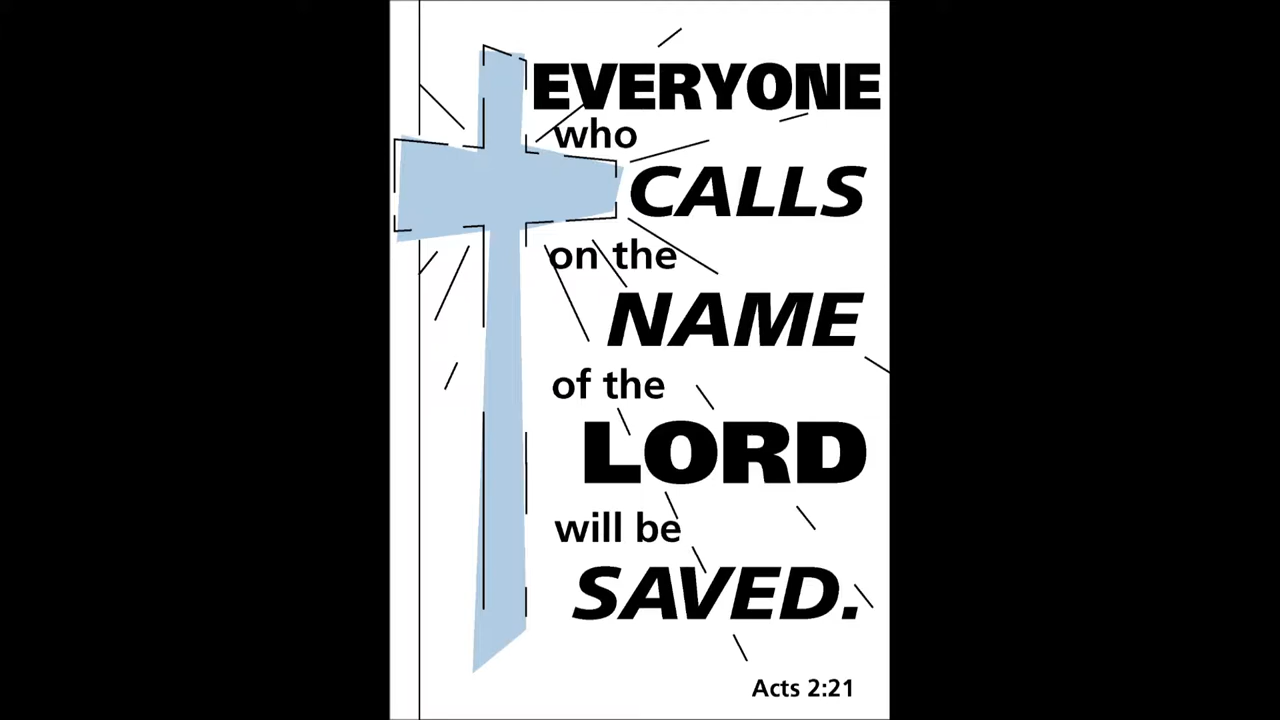 EVERYONE
who
CALLS
on the
NAME
of the
LORD
will be
SAVED.
Acts 2:21